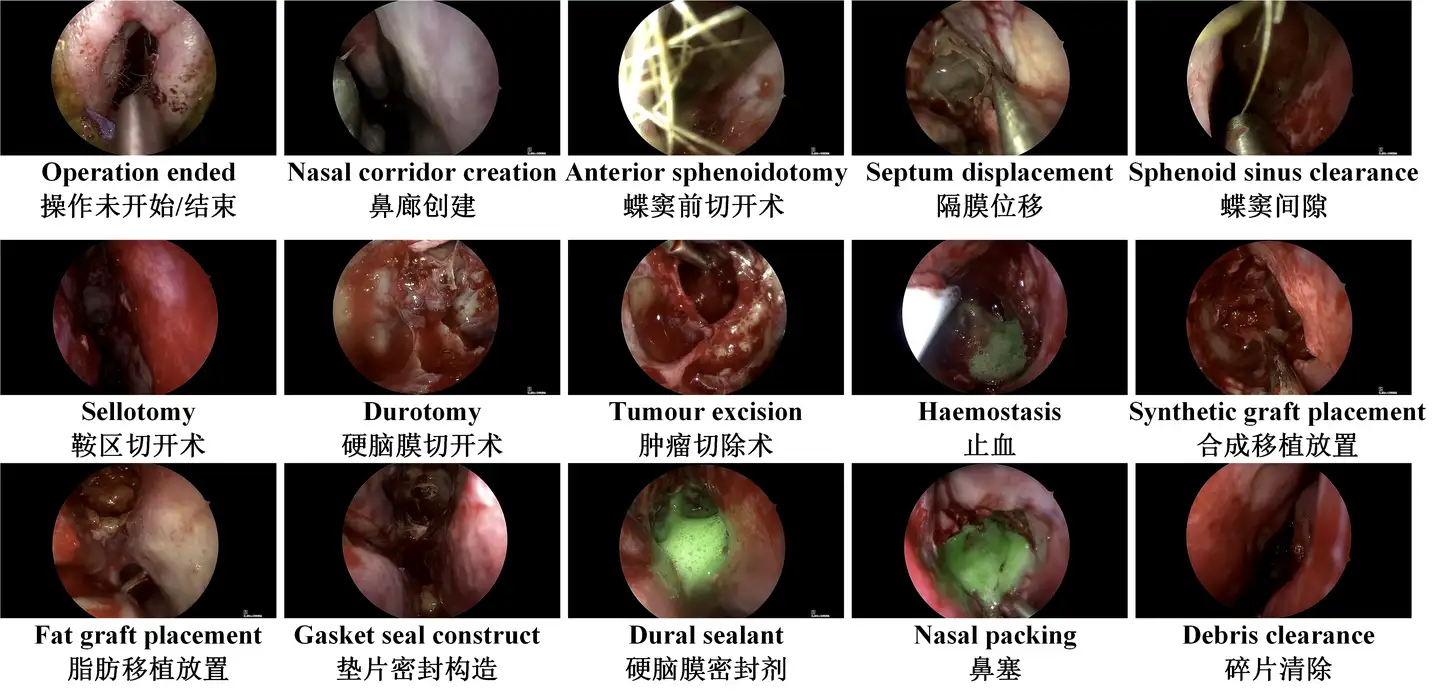 Operation ended
操作未开始/结束
Nasal corridor creation
鼻廊创建
Anterior sphenoidotomy
蝶窦前切开术
Septum displacement
隔膜位移
Sphenoid sinus clearance
蝶窦间隙
Sellotomy
鞍区切开术
Durotomy
硬脑膜切开术
Tumour excision
肿瘤切除术
Haemostasis
止血
Synthetic graft placement
合成移植放置
Fat graft placement
脂肪移植放置
Gasket seal construct
垫片密封构造
Dural sealant
硬脑膜密封剂
Nasal packing
鼻塞
Debris clearance
碎片清除